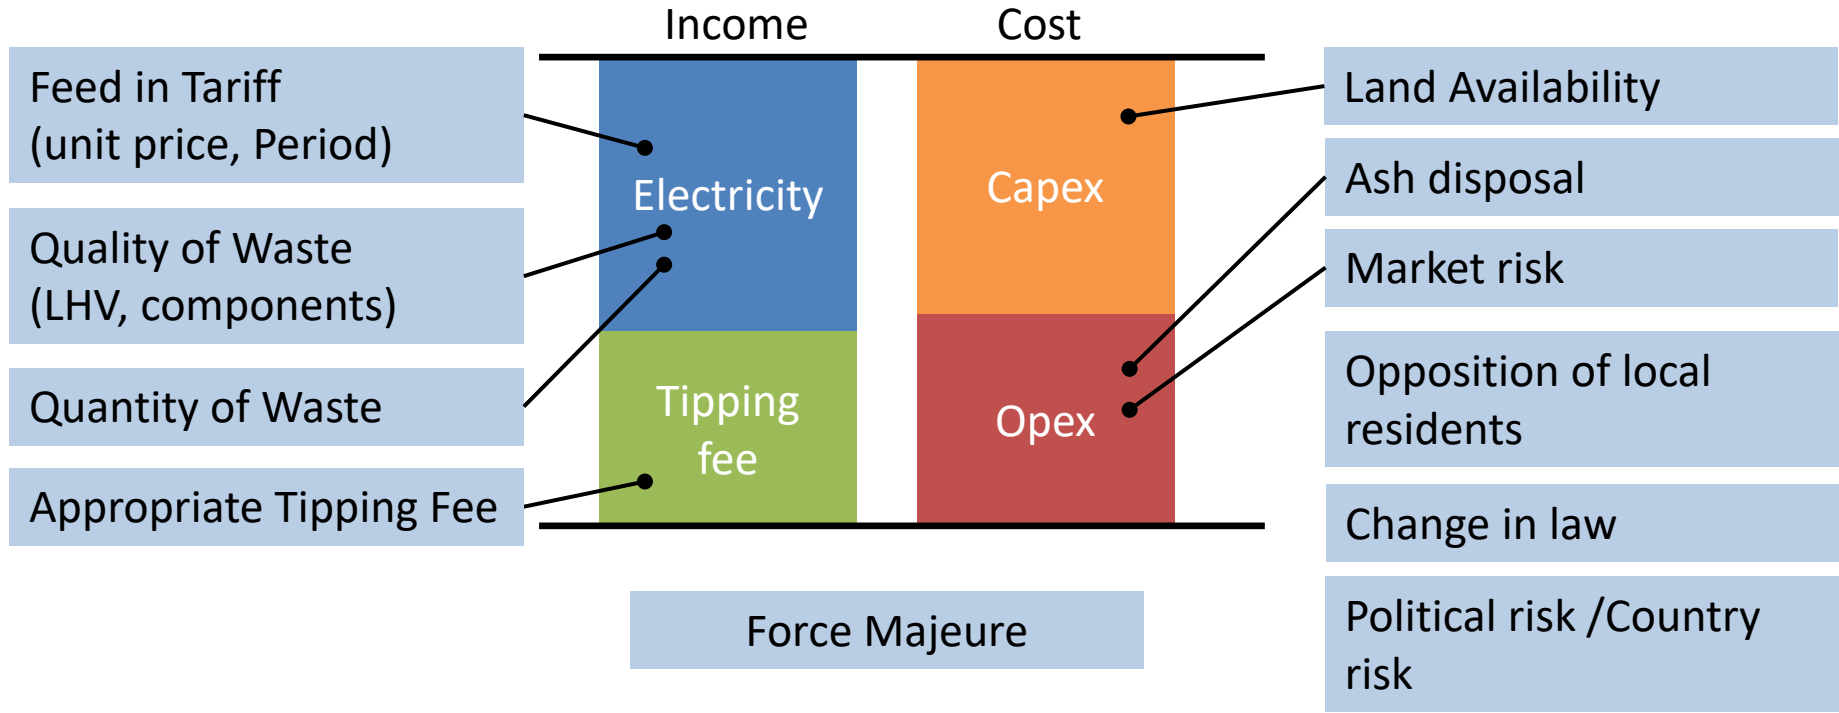 Income
Cost
Feed in Tariff
(unit price, Period)
Quality of Waste
(LHV, components)
Quantity of Waste
Appropriate Tipping Fee
Electricity
Tipping
fee
Capex
Opex
Land Availability
Ash disposal
Market risk
Opposition of local
residents
Change in law
Political risk /Country
risk
Force Majeure